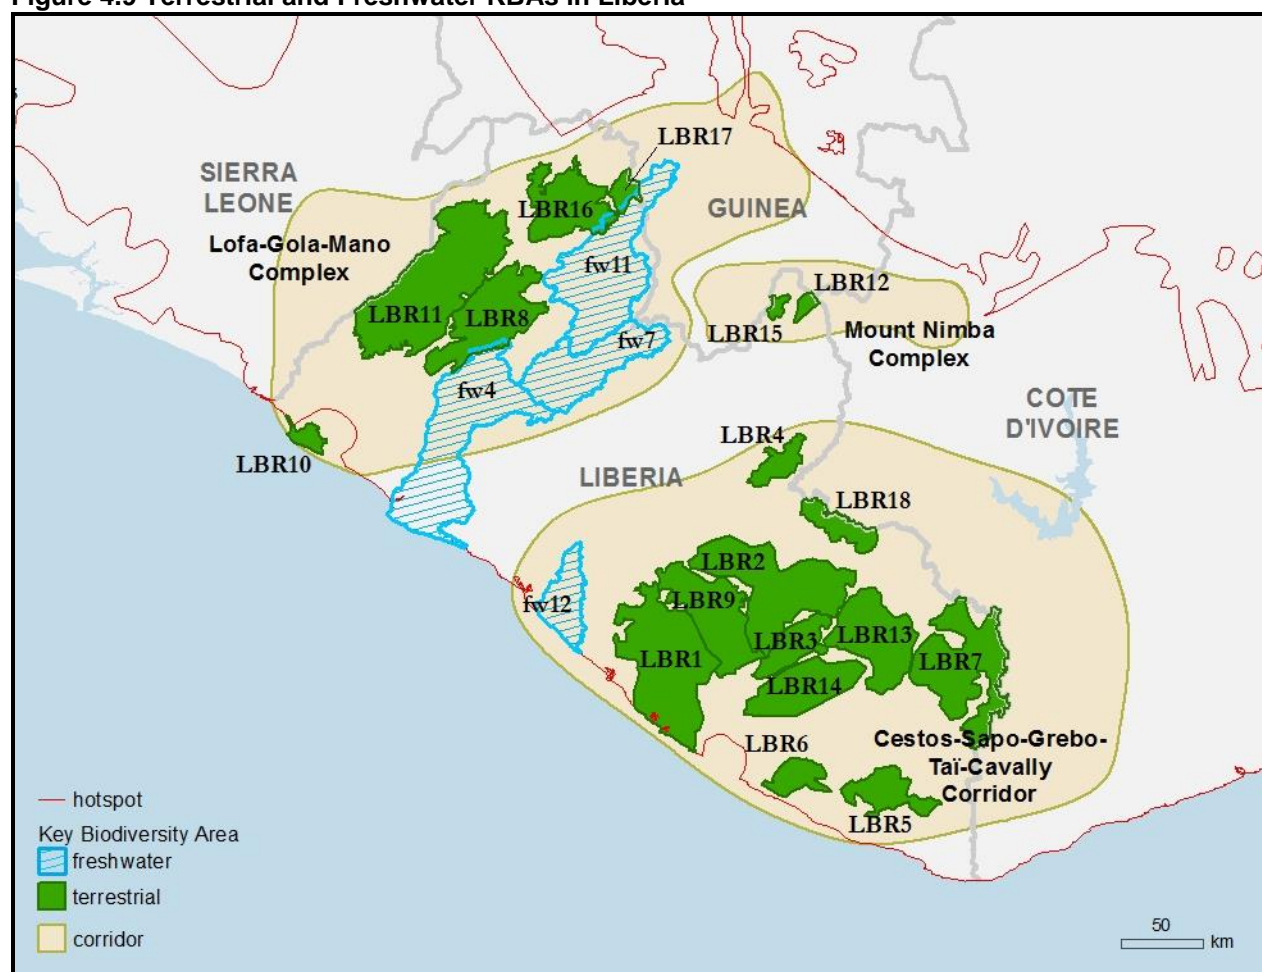 Figure 4.9 Terrestrial and Freshwater KBAs in Liberia
LBR17
SIERRA
LEONE
LBR16
GUINEA
Lofa-Gola-Mano
Complex
fw11
LBR12
LBR11
LBR8
LBR15
Mount Nimba
Complex
fw7
fw4
COTE
D'IVOIRE
LBR4
LBR10
LIBERIA
LBR18
LBR2
LBR9
fw12
LBR3
LBR13
LBR1
LBR7
LBR14
LBR6
Cestos-Sapo-Grebo-
Taï-Cavally
Corridor
LBR5
hotspot
Key Biodiversity Area
freshwater
terrestrial
corridor
50
km